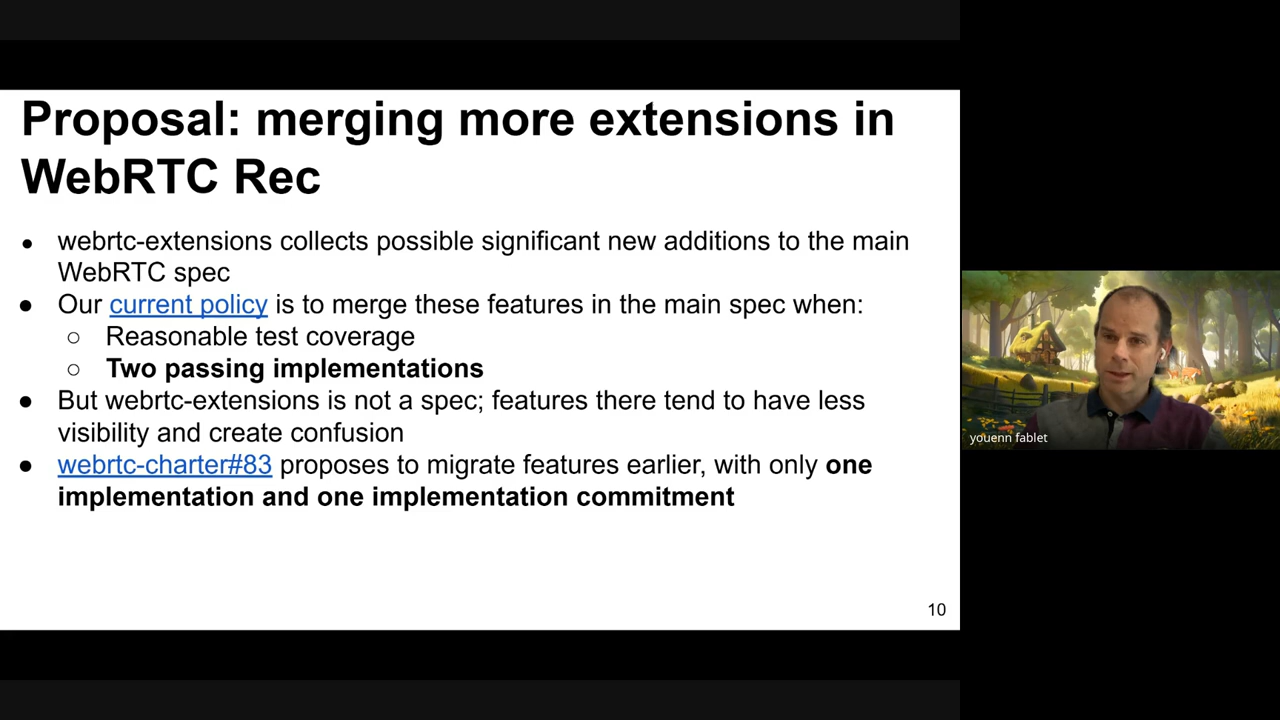 Proposal: merging more extensions in
WebRTC Rec
● webrtc-extensions collects possible significant new additions to the main
WebRTC spec
● Our current policy is to merge these features in the main spec when:
○ Reasonable test coverage
○ Two passing implementations
● But webrtc-extensions is not a spec; features there tend to have less
visibility and create confusion
● webrtc-charter#83 proposes to migrate features earlier, with only one
implementation and one implementation commitment
10
youenn fablet